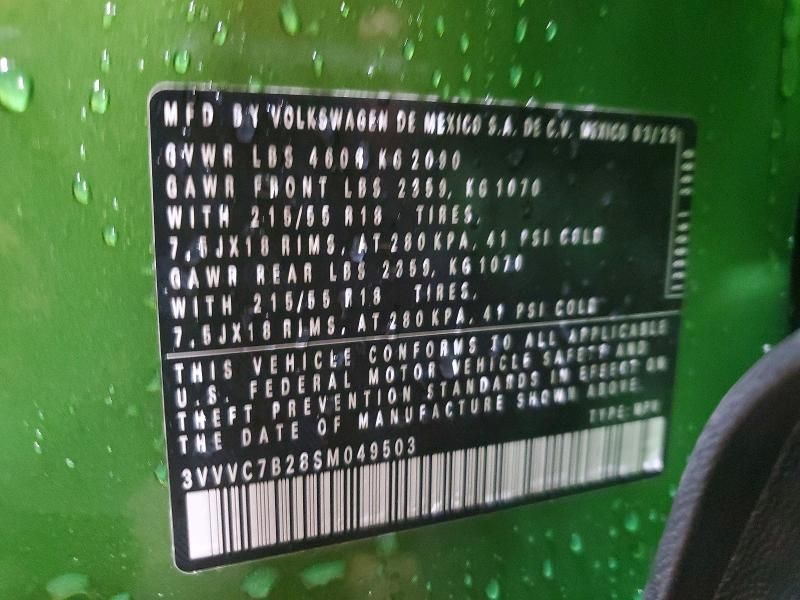 MFD BY VOLKSWAGEN DE MEXICO S.A. DE C.V. MEXICO 03/25
GVWR LBS 4608 KG 2090
GAWR FRONT LBS 2359, KG 1070
WITH 215/55 R18 TIRES,
7,5JX18 RIMS, AT 280 KPA, 41 PSI COLD
GAWR REAR LBS 2359, KG 1070
WITH 215/55 R18 TIRES,
7,5JX18 RIMS, AT 280 KPA, 41 PSI COLD
THIS VEHICLE CONFORMS TO ALL APPLICABLE
U.S. FEDERAL MOTOR VEHICLE SAFETY AND
THEFT PREVENTION STANDARDS IN EFFECT ON
THE DATE OF MANUFACTURE SHOWN ABOVE.
TYPE: MPV
3VVVC7B28SM049503